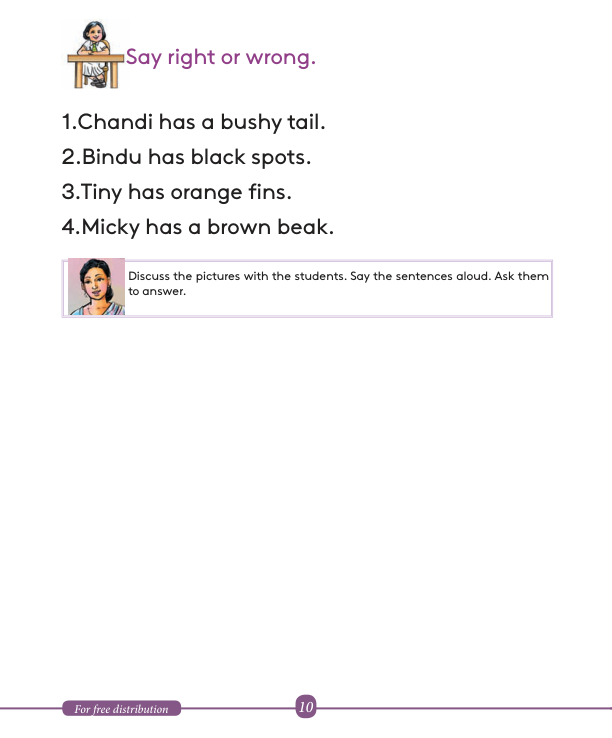 Say right or wrong.
1.Chandi has a bushy tail.
2.Bindu has black spots.
3.Tiny has orange fins.
4.Micky has a brown beak.
Discuss the pictures with the students. Say the sentences aloud. Ask them
to answer.
For free distribution
10